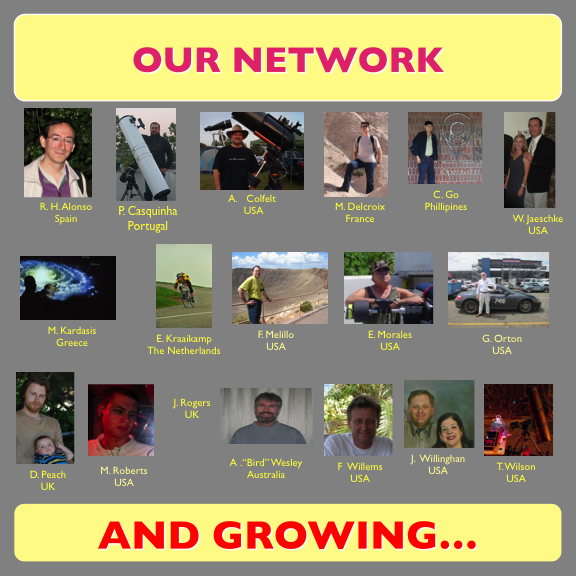 OUR NETWORK
R. H. Alonso
Spain
P. Casquinha
Portugal
A. Colfelt
USA
M. Delcroix
France
C. Go
Phillipines
W. Jaeschke
USA
M. Kardasis
Greece
E. Kraaikamp
The Netherlands
F. Melillo
USA
E. Morales
USA
G. Orton
USA
746
D. Peach
UK
M. Roberts
USA
J. Rogers
UK
A ."Bird" Wesley
Australia
F Willems
USA
J. Willinghan
USA
T. Wilson
USA
AND GROWING...